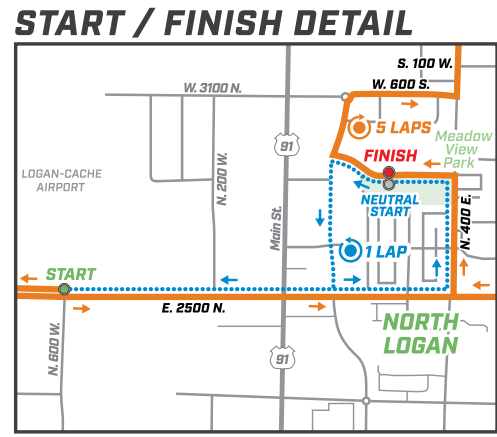 START / FINISH DETAIL
S. 100 W.
W. 600 S.
W. 3100 N.
5 LAPS
91
Meadow
View
Park
FINISH
LOGAN-CACHE
AIRPORT
N. 200 W.
NEUTRAL
START
N. 400 E.
Main St.
1 LAP
START
E. 2500 N.
NORTH
LOGAN
N. 600 W.
91